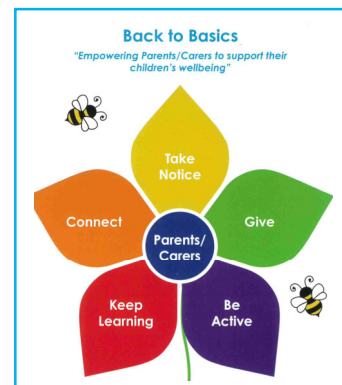 Back to Basics
“Empowering Parents/Carers to support their
children’s wellbeing”
Take
Notice
Connect
Give
Parents/
Carers
Keep
Learning
Be
Active